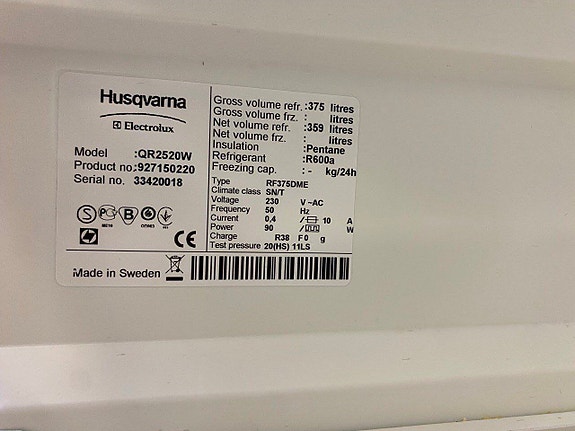 Husqvarna
Electrolux
Model :QR2520W
Product no:927150220
Serial no. 33420018
CE
Made in Sweden
Gross volume refr. :375 litres
Gross volume frz. : litres
Net volume refr. :359 litres
Net volume frz. : litres
Insulation :Pentane
Refrigerant :R600a
Freezing cap. :- kg/24h
Type RF375DME
Climate class SN/T
Voltage 230 V ~AC
Frequency 50 Hz
Current 0,4 / 10 A
Power 90 / W
Charge R38 F0 g
Test pressure 20(HS) 11LS